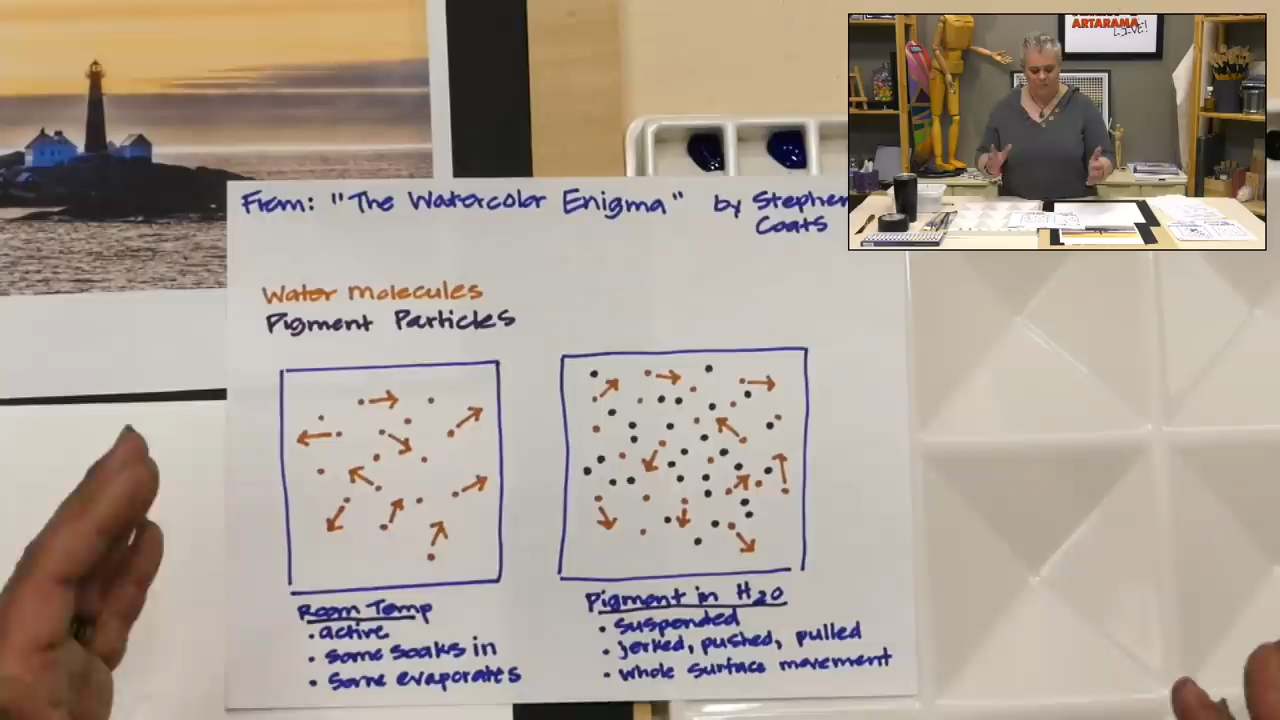 From: "The Watercolor Enigma" by Stephen
Coats
Water Molecules
Pigment Particles
Room Temp
• active
• some soaks in
• some evaporates
Pigment in H2O
• suspended
• jerked, pushed, pulled
• whole surface movement
ARTARAMA
LIVE!